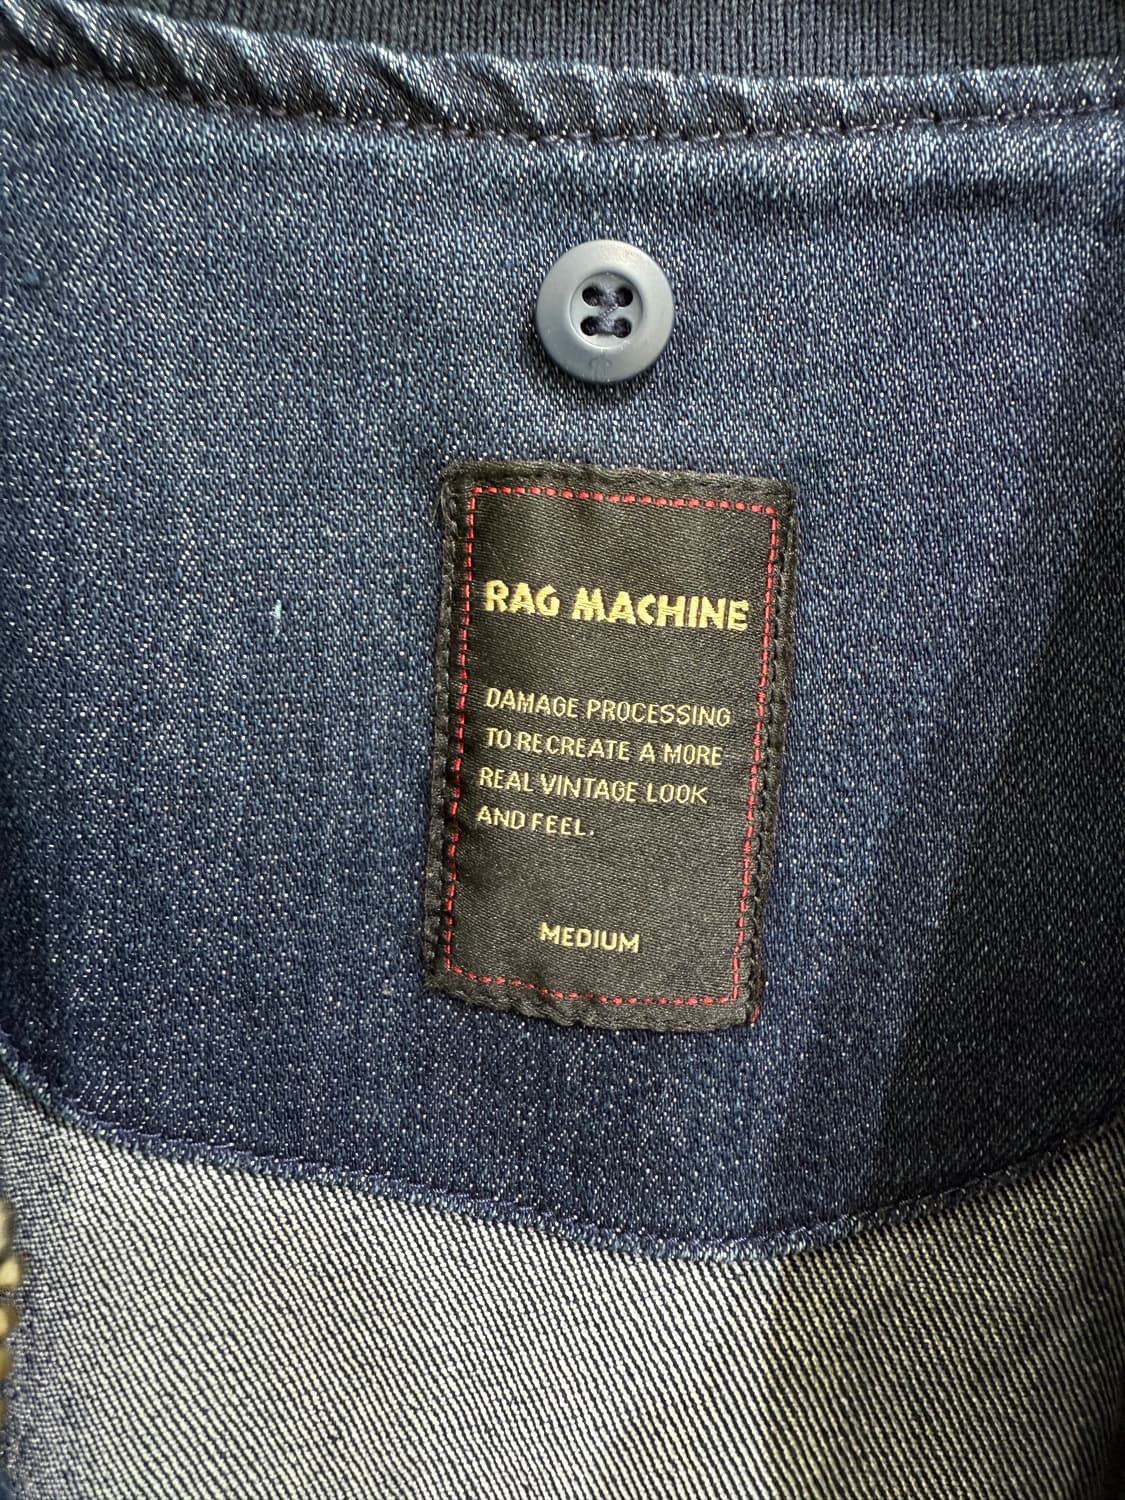 RAG MACHINE
DAMAGE PROCESSING
TO RECREATE A MORE
REAL VINTAGE LOOK
AND FEEL.
MEDIUM